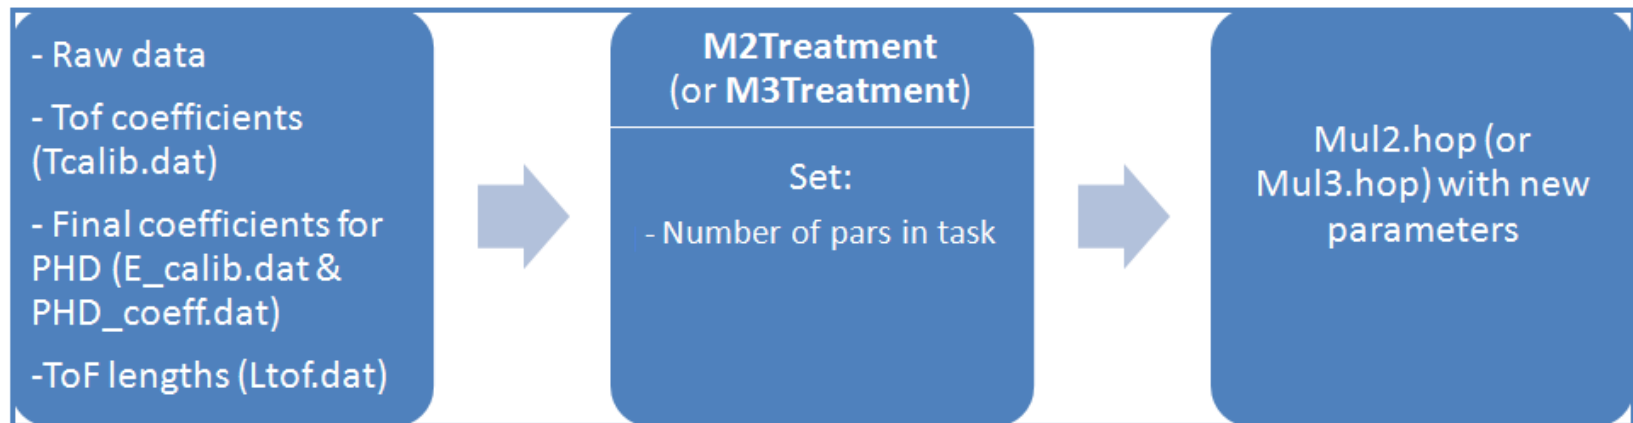 - Raw data
- Tof coefficients
(Tcalib.dat)
- Final coefficients for
PHD (E_calib.dat &
PHD_coeff.dat)
-ToF lengths (Ltof.dat)
M2Treatment
(or M3Treatment)
Set:
- Number of pars in task
Mul2.hop (or
Mul3.hop) with new
parameters